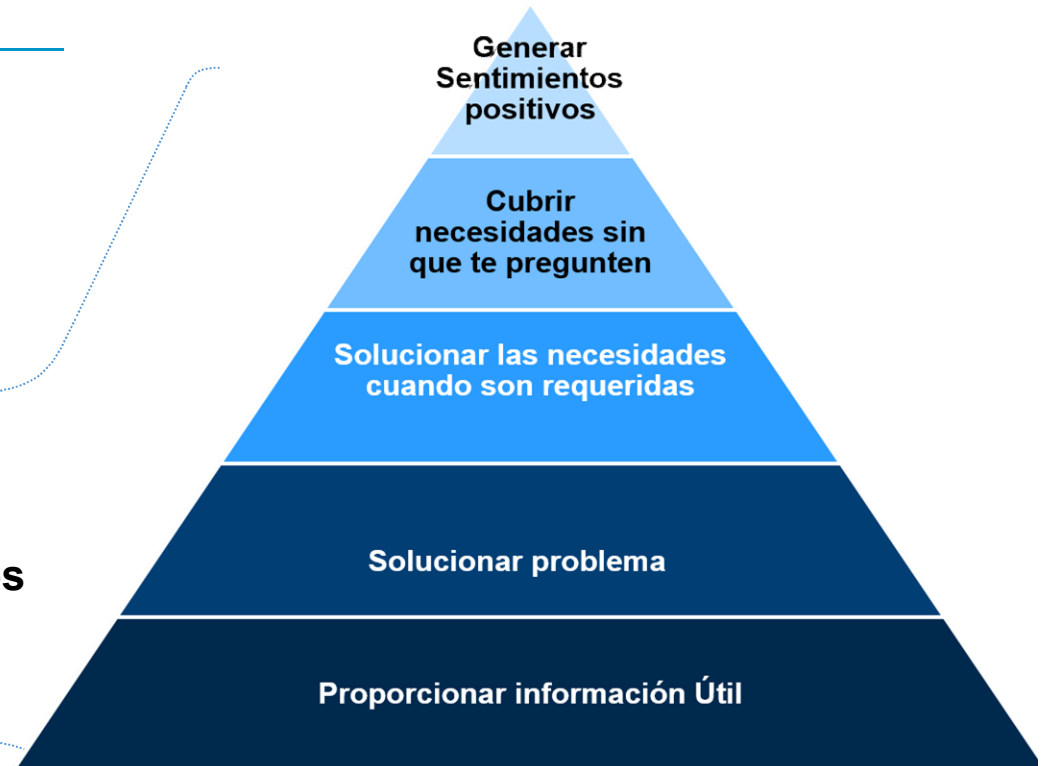 Generar
Sentimientos
positivos
Cubrir
necesidades sin
que te pregunten
Solucionar las necesidades
cuando son requeridas
Solucionar problema
Proporcionar información Útil